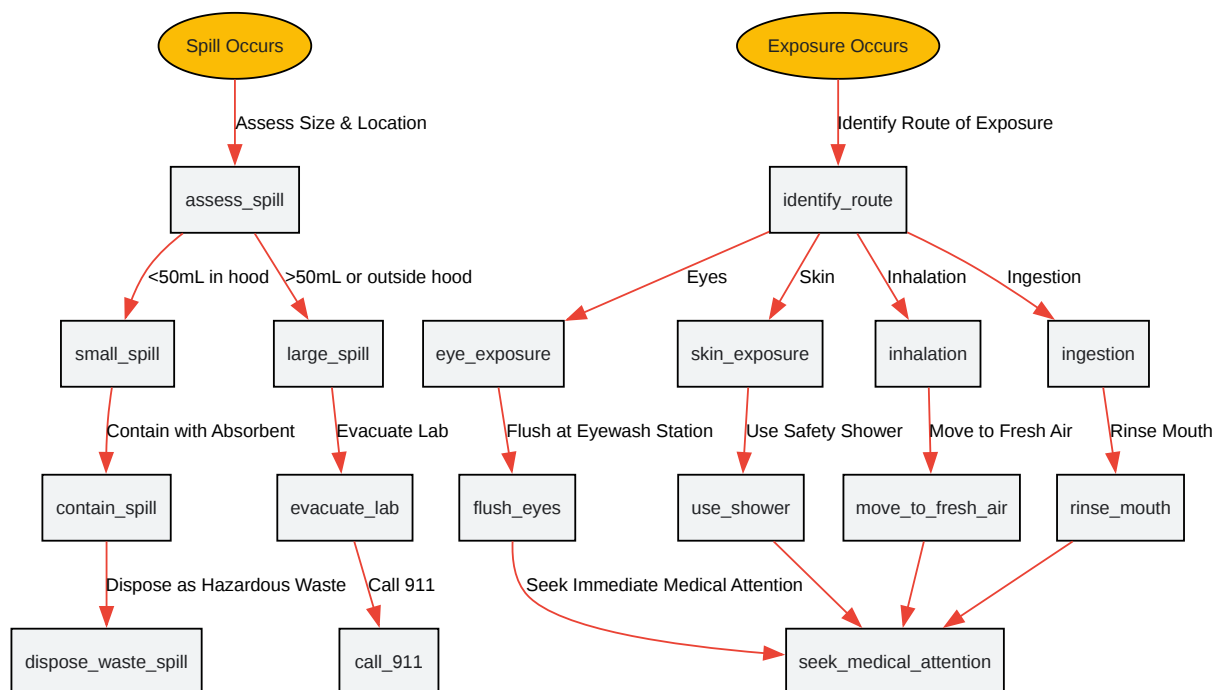 Spill Occurs
Exposure Occurs
Assess Size & Location
Identify Route of Exposure
assess_spill
identify_route
<50mL in hood
>50mL or outside hood
Eyes
Skin
Inhalation
Ingestion
small_spill
large_spill
eye_exposure
skin_exposure
inhalation
ingestion
Contain with Absorbent
Evacuate Lab
Flush at Eyewash Station
Use Safety Shower
Move to Fresh Air
Rinse Mouth
contain_spill
evacuate_lab
flush_eyes
use_shower
move_to_fresh_air
rinse_mouth
Dispose as Hazardous Waste
Call 911
Seek Immediate Medical Attention
dispose_waste_spill
call_911
seek_medical_attention